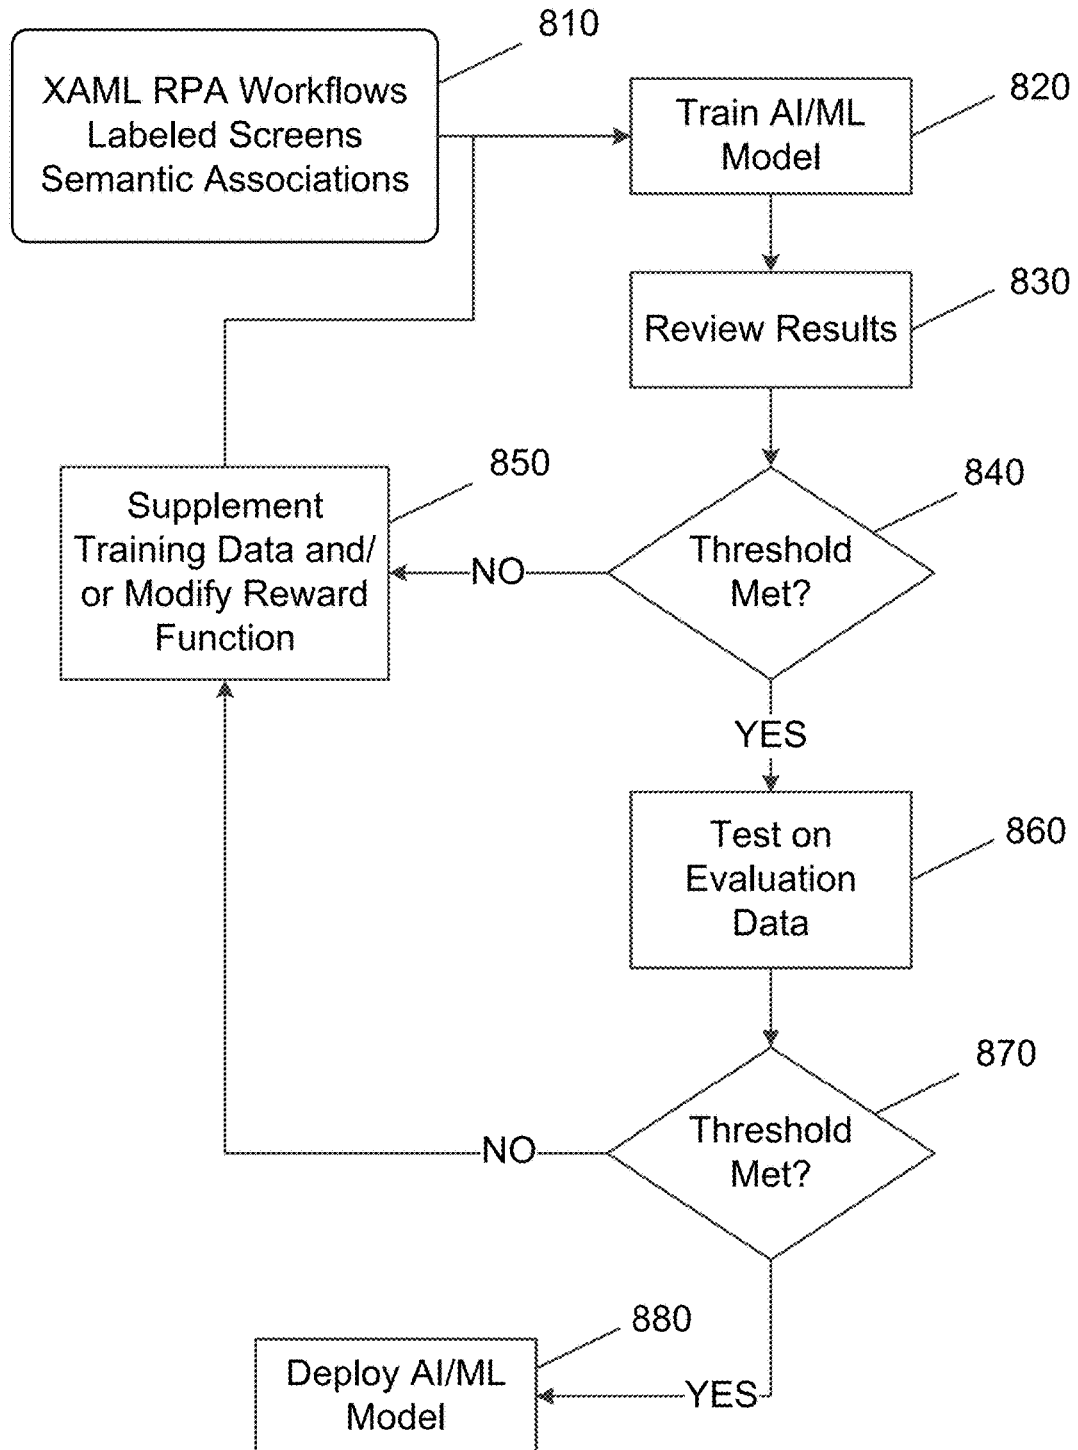 810
XAML RPA Workflows
Labeled Screens
Semantic Associations
820
Train AI/ML
Model
830
Review Results
840
Threshold
Met?
NO
850
Supplement
Training Data and/
or Modify Reward
Function
YES
860
Test on
Evaluation
Data
870
Threshold
Met?
NO
YES
880
Deploy AI/ML
Model